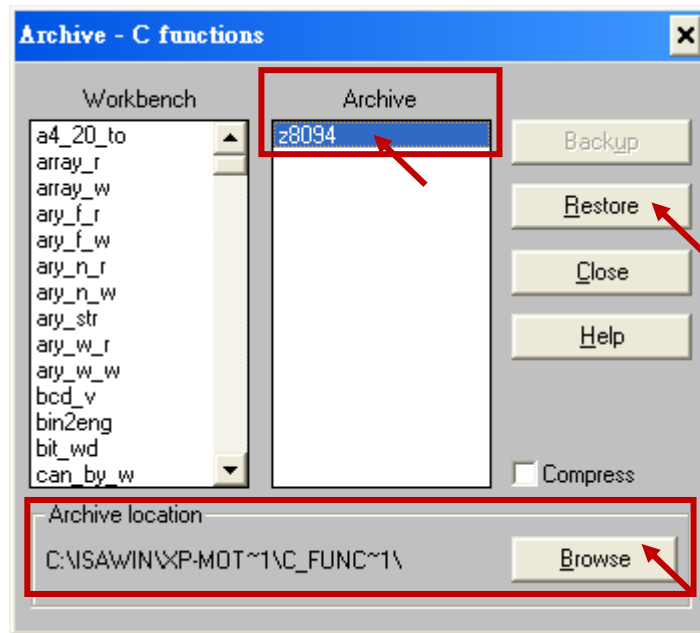 Archive - C functions
Workbench
Archive
a4_20_to
array_r
array_w
ary_f_r
ary_f_w
ary_n_r
ary_n_w
ary_str
ary_w_r
ary_w_w
bcd_v
bin2eng
bit_wd
can_by_w
z8094
Backup
Restore
Close
Help
Compress
Archive location
C:\ISAWIN\XP-MOT~1\C_FUNC~1\
Browse